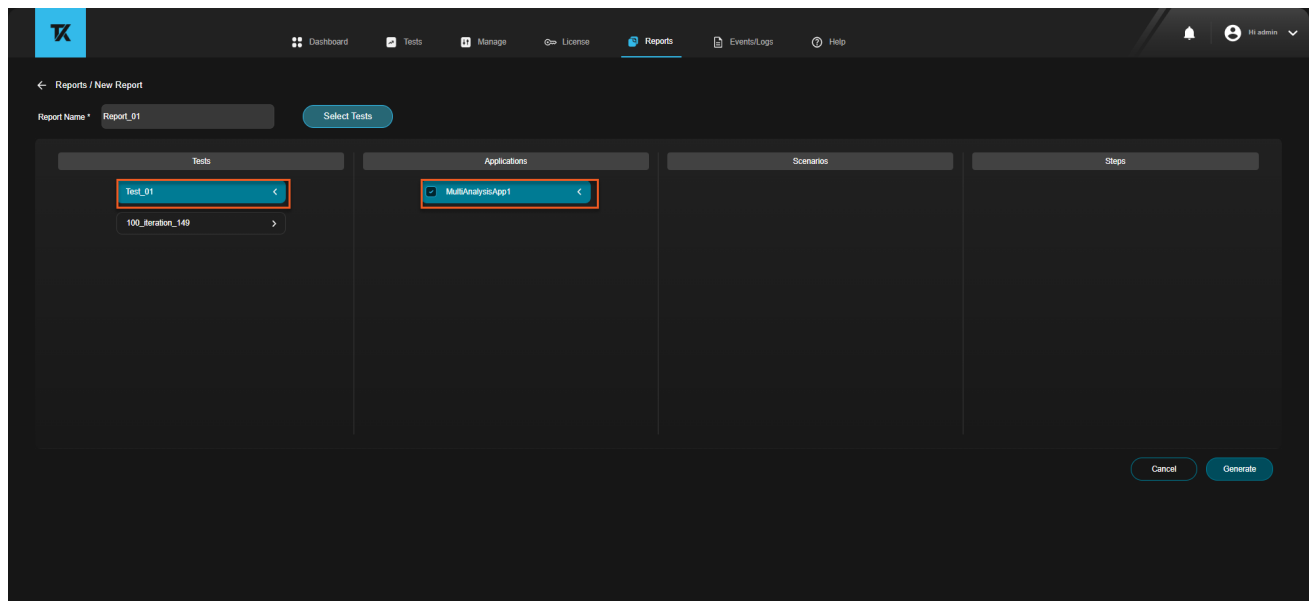 TK
Dashboard Tests Manage License Reports Events/Logs Help Hi admin
Reports / New Report
Report Name * Report_01 Select Tests
Tests Applications Scenarios Steps
Test_01 MultiAnalysisApp1
100_iteration_149
Cancel Generate